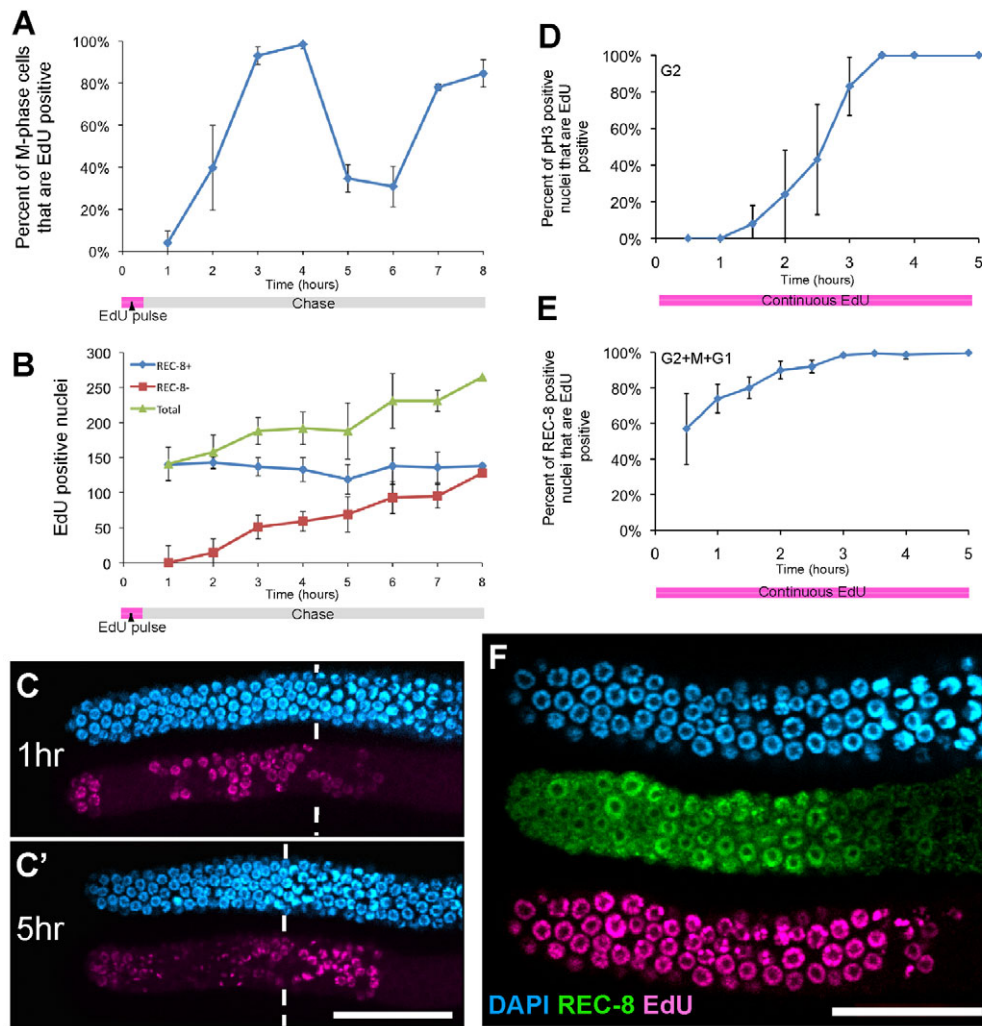 A
Percent of M-phase cells
that are EdU positive
100%
80%
60%
40%
20%
0%
0 1 2 3 4 5 6 7 8
Time (hours)
Chase
EdU pulse
B
EdU positive nuclei
300
250
200
150
100
50
0
REC-8+
REC-8-
Total
0 1 2 3 4 5 6 7 8
Time (hours)
Chase
EdU pulse
C
1hr
C'
5hr
D
G2
Percent of pH3 positive
nuclei that are EdU
positive
100%
80%
60%
40%
20%
0%
0 1 2 3 4 5
Time (hours)
Continuous EdU
E
G2+M+G1
Percent of REC-8 positive
nuclei that are EdU
positive
100%
80%
60%
40%
20%
0%
0 1 2 3 4 5
Time (hours)
Continuous EdU
F
DAPI REC-8 EdU